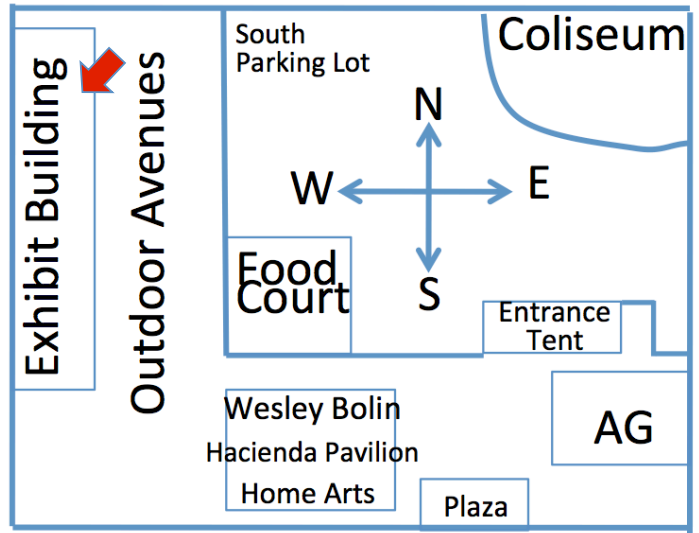 Exhibit Building
Outdoor Avenues
South
Parking Lot
Coliseum
N
W
E
S
Food
Court
Entrance
Tent
Wesley Bolin
Hacienda Pavilion
Home Arts
AG
Plaza